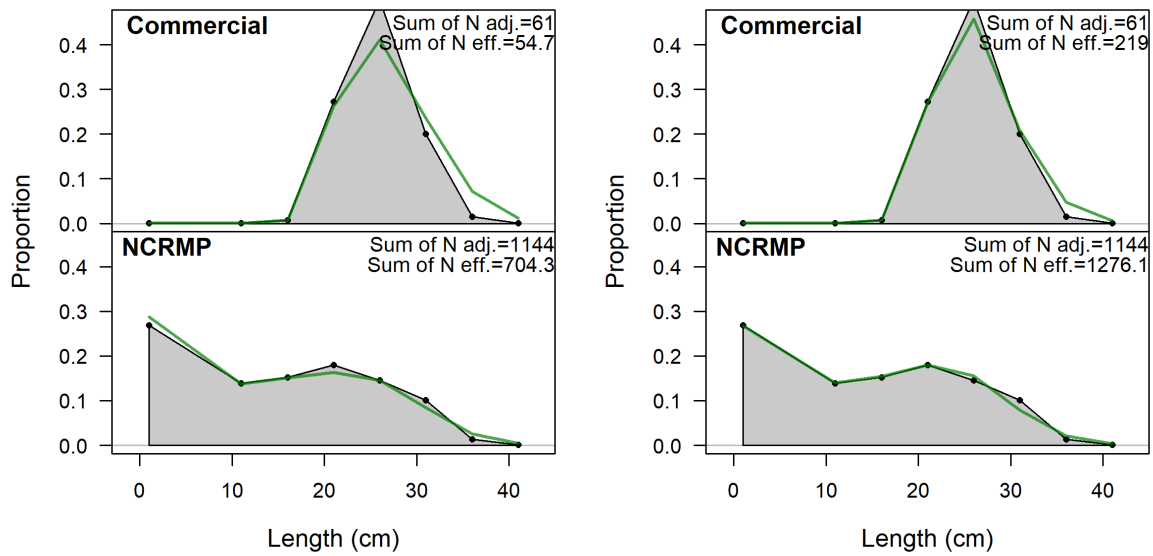 Commercial
Sum of N adj.=61
Sum of N eff.=54.7
0.4
0.3
0.2
0.1
0.0
NCRMP
Sum of N adj.=1144
Sum of N eff.=704.3
0.4
0.3
0.2
0.1
0.0
Proportion
0 10 20 30 40
Length (cm)
Commercial
Sum of N adj.=61
Sum of N eff.=219
0.4
0.3
0.2
0.1
0.0
NCRMP
Sum of N adj.=1144
Sum of N eff.=1276.1
0.4
0.3
0.2
0.1
0.0
Proportion
0 10 20 30 40
Length (cm)